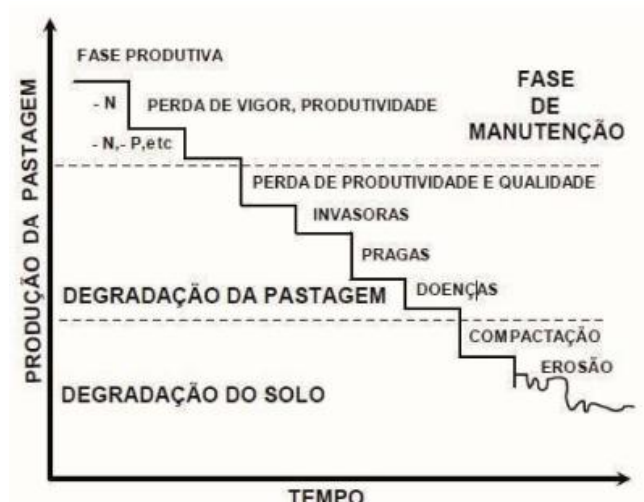 FASE PRODUTIVA
- N
PERDA DE VIGOR, PRODUTIVIDADE
- N,- P,etc
FASE
DE
MANUTENÇÃO
PERDA DE PRODUTIVIDADE E QUALIDADE
INVASORAS
PRAGAS
DEGRADAÇÃO DA PASTAGEM
DOENÇAS
COMPACTAÇÃO
EROSÃO
DEGRADAÇÃO DO SOLO
PRODUÇÃO DA PASTAGEM
TEMPO